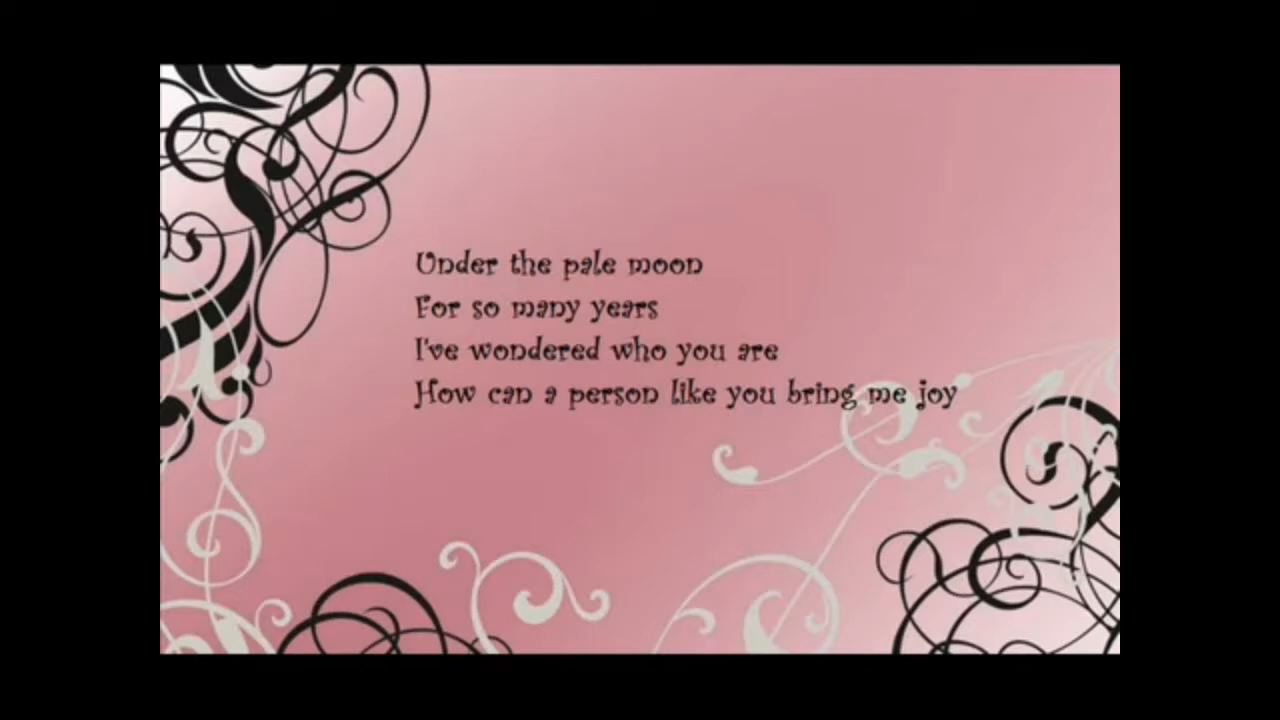 Under the pale moon
For so many years
I've wondered who you are
How can a person like you bring me joy